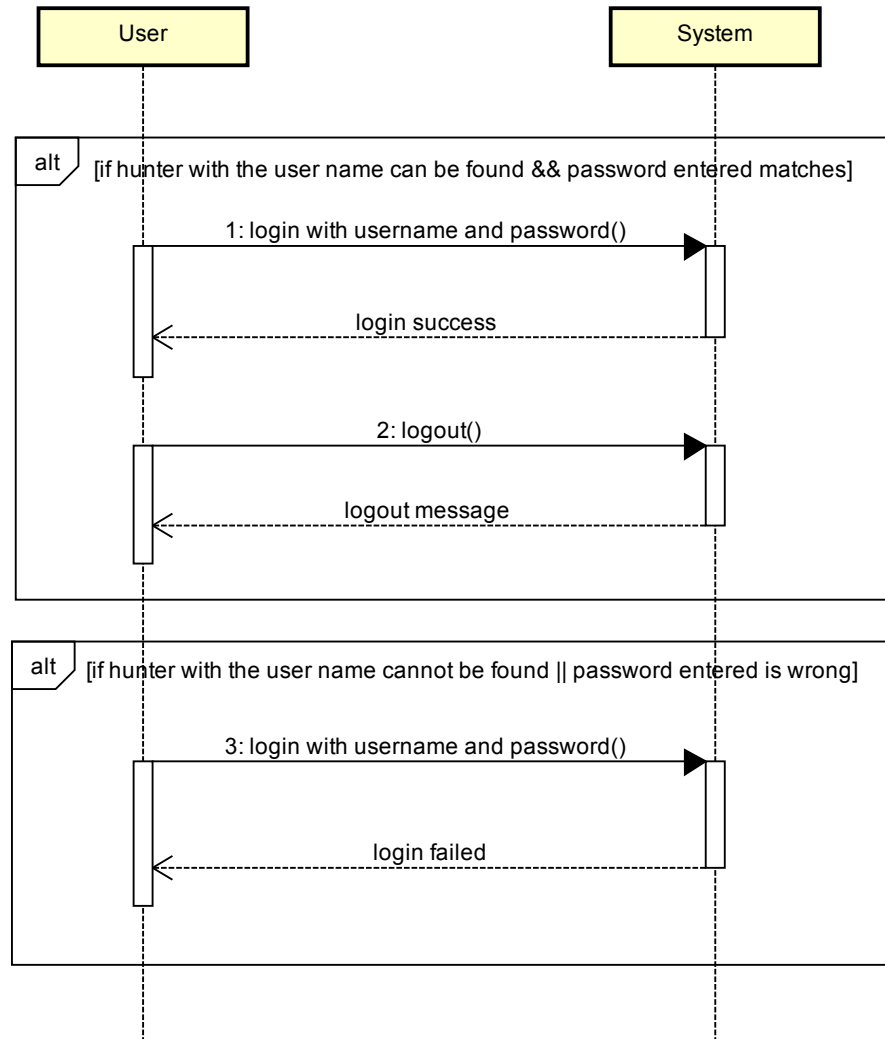 User
System
alt
[if hunter with the user name can be found && password entered matches]
1: login with username and password()
login success
2: logout()
logout message
alt
[if hunter with the user name cannot be found || password entered is wrong]
3: login with username and password()
login failed